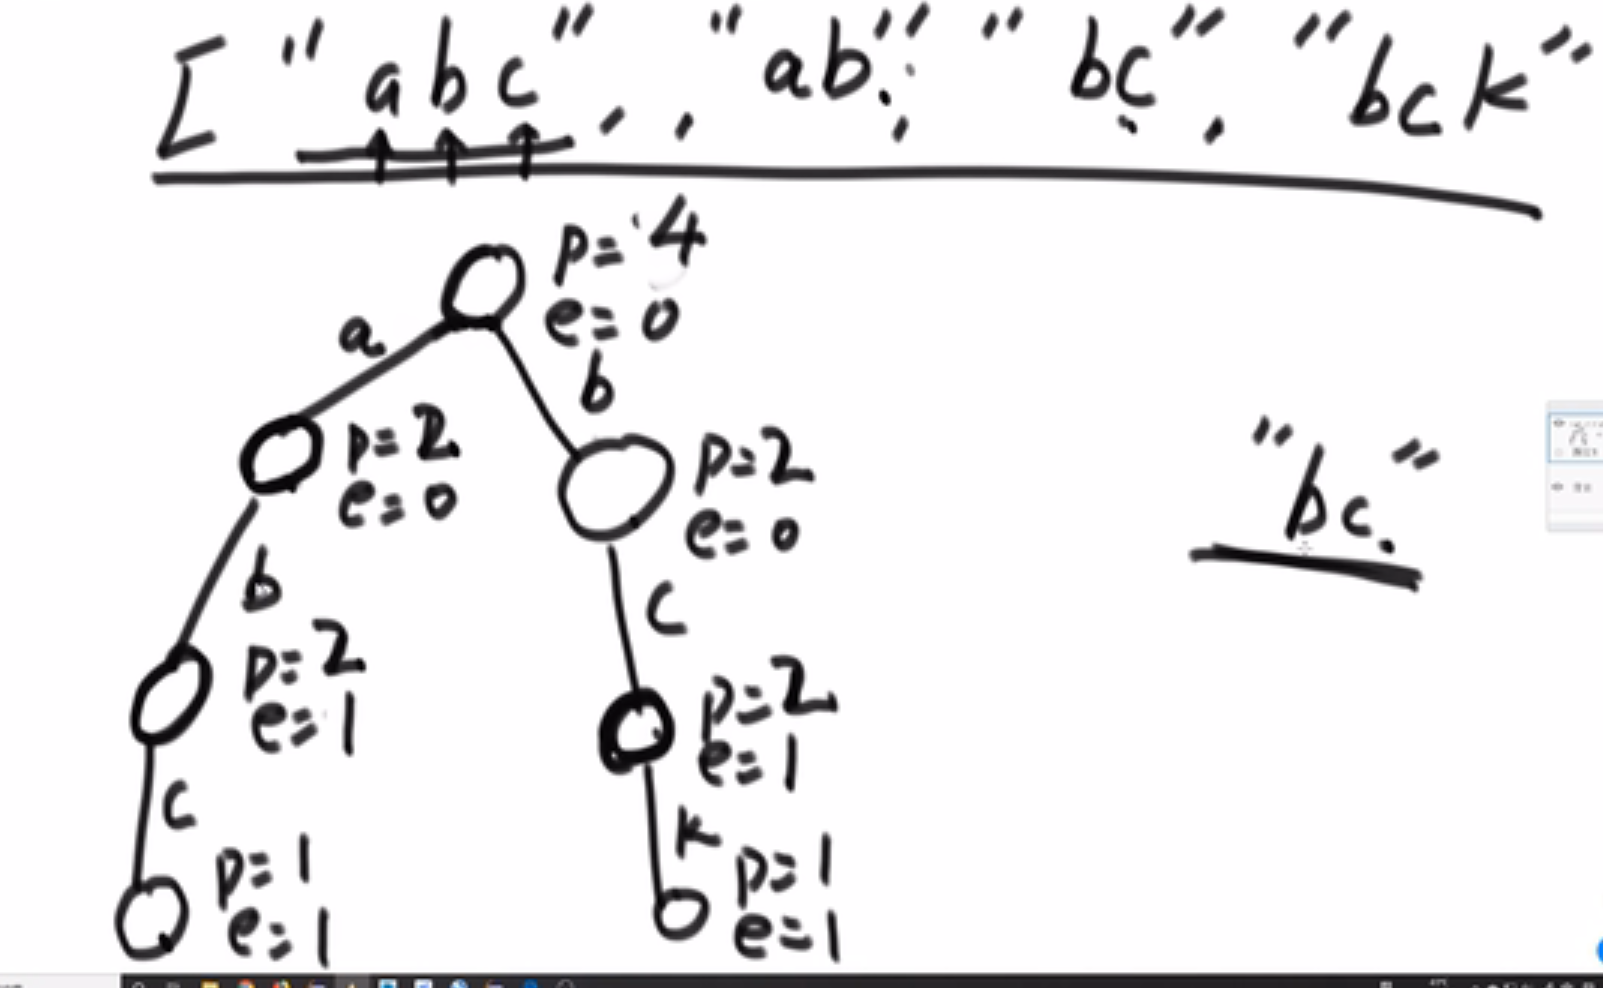 ["abc", , "ab", "bc", "bck"
p=4
e=0
a
b
p=2
e=0
p=2
e=0
"bc."
b
c
p=2
e=1
p=2
e=1
c
k
p=1
e=1
p=1
e=1